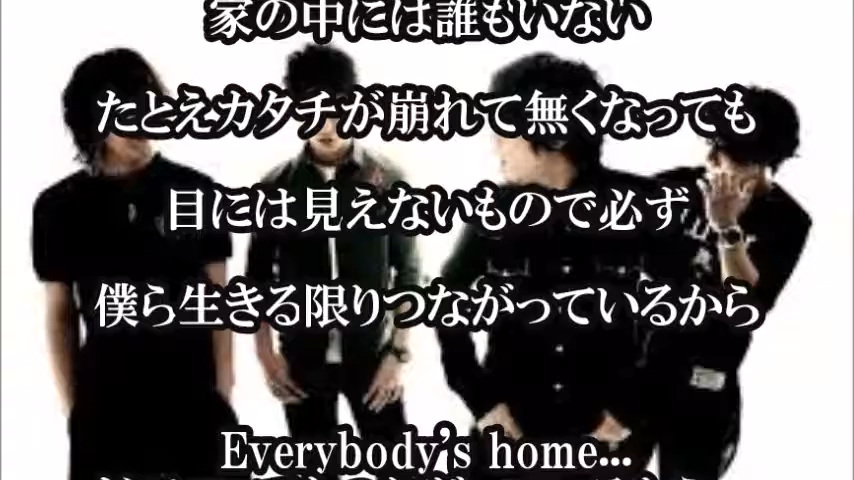 家の中には誰もいない
たとえカタチが崩れて無くなっても
目には見えないもので必ず
僕ら生きる限りつながっているから
Everybody's home...